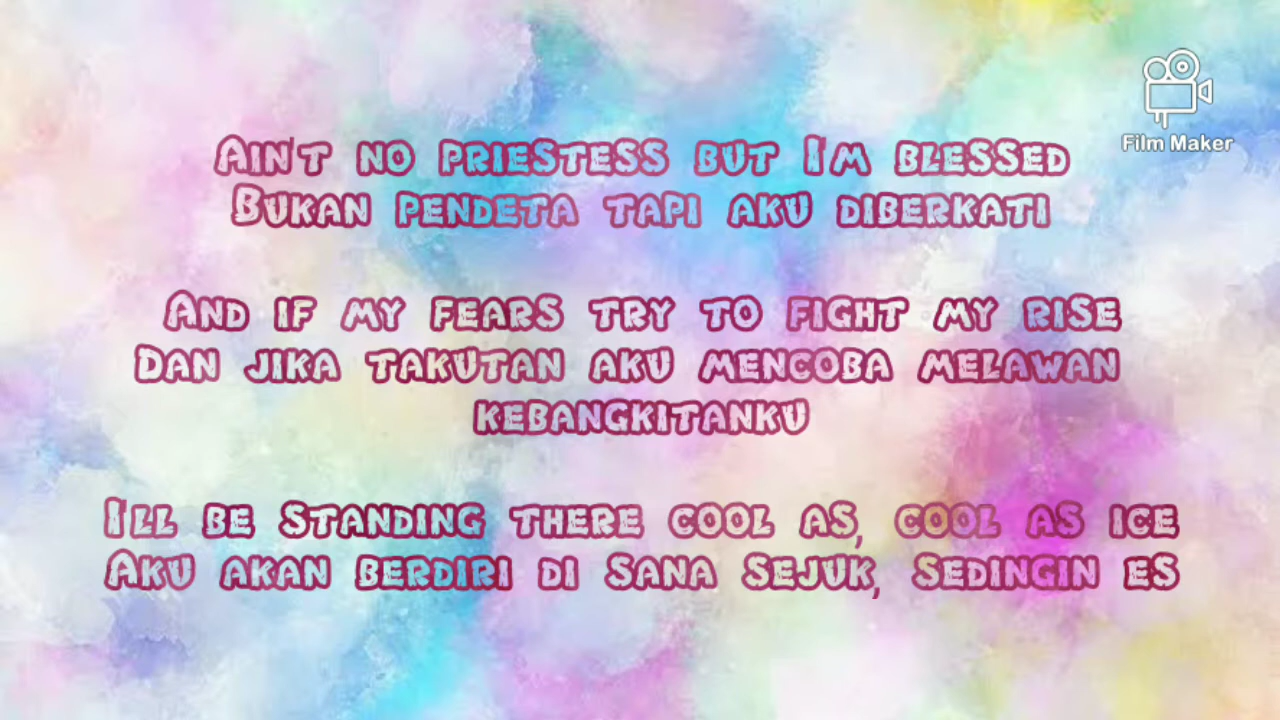 Film Maker
Ain't no priestess but I'm blessed
Bukan pendeta tapi aku diberkati
And if my fears try to fight my rise
Dan jika takutan aku mencoba melawan
kebangkitanku
I'll be standing there cool as, cool as ice
Aku akan berdiri di sana sejuk, sedingin es